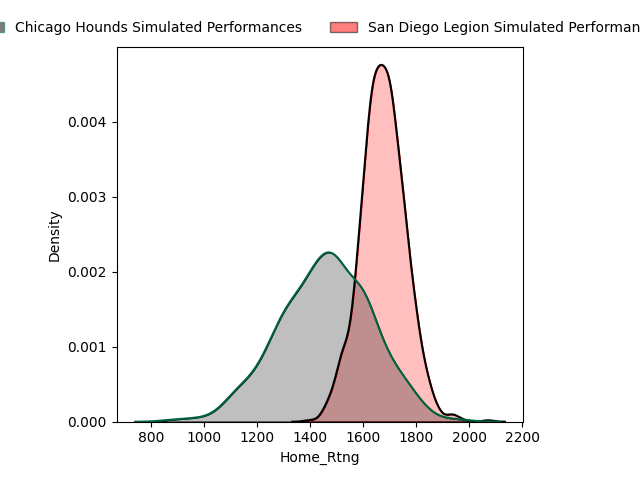 Chicago Hounds Simulated Performances
San Diego Legion Simulated Performan
Density
0.004
0.003
0.002
0.001
0.000
800 1000 1200 1400 1600 1800 2000 2200
Home_Rtng